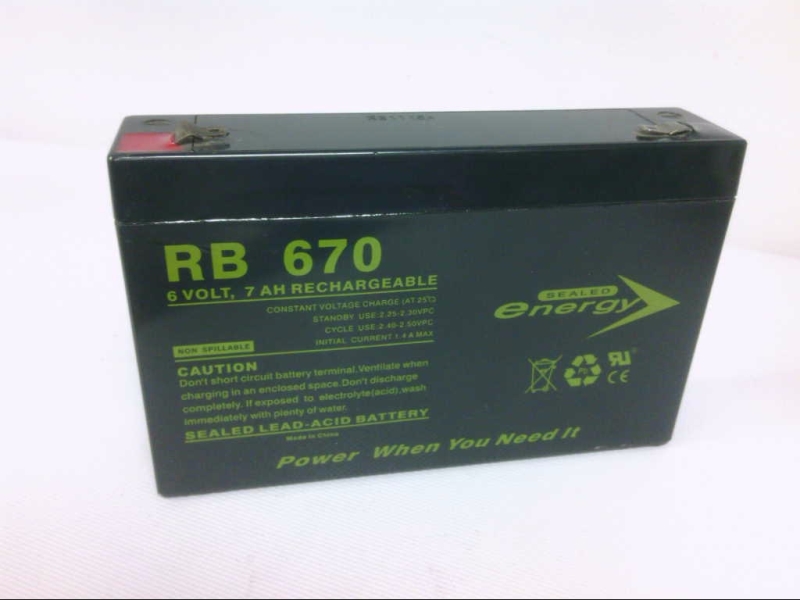 RB 670
6 VOLT, 7 AH RECHARGEABLE
CONSTANT VOLTAGE CHARGE (AT 25℃)
STANDBY USE:2.25-2.30VPC
CYCLE USE:2.40-2.50VPC
INITIAL CURRENT 1.4 A MAX
NON SPILLABLE
CAUTION
Don't short circuit battery terminal.Ventilate when
charging in an enclosed space.Don't discharge
completely. If exposed to electrolyte(acid),wash
immediately with plenty of water.
SEALED LEAD-ACID BATTERY
Made in China
SEALED
energy
Pb
CE
Power When You Need It